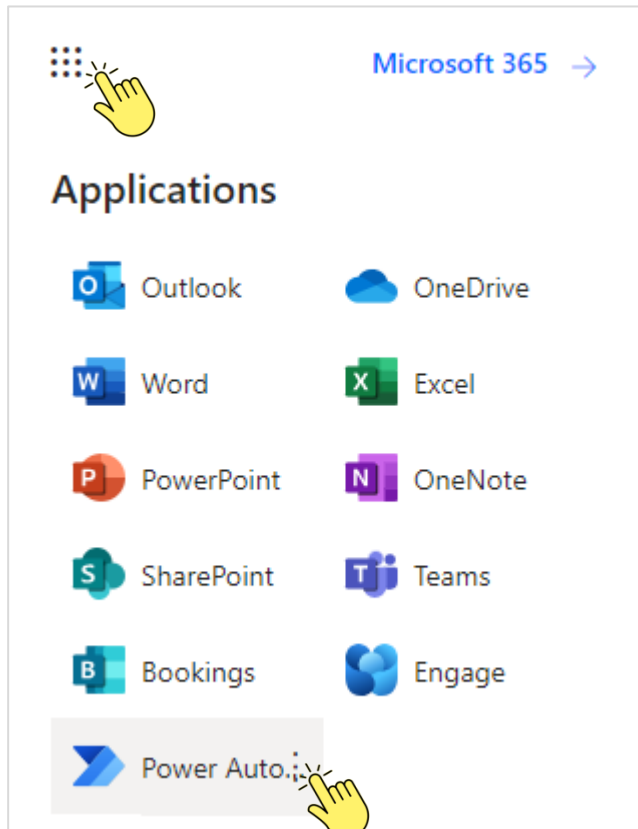 Microsoft 365 →
Applications
Outlook OneDrive
Word Excel
PowerPoint OneNote
SharePoint Teams
Bookings Engage
Power Auto...